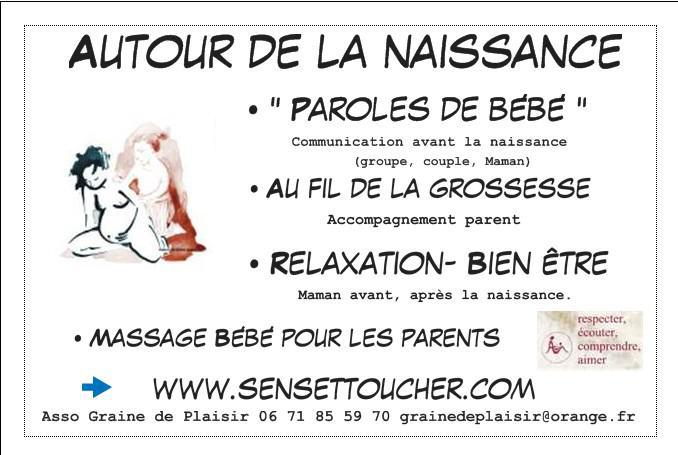 AUTOUR DE LA NAISSANCE
• " PAROLES DE BÉBÉ "
Communication avant la naissance
(groupe, couple, Maman)
• AU FIL DE LA GROSSESSE
Accompagnement parent
• RELAXATION- BIEN ÊTRE
Maman avant, après la naissance.
• MASSAGE BÉBÉ POUR LES PARENTS
respecter,
écouter,
comprendre,
aimer
WWW.SENSETTOUCHER.COM
Asso Graine de Plaisir 06 71 85 59 70 grainedeplaisir@orange.fr